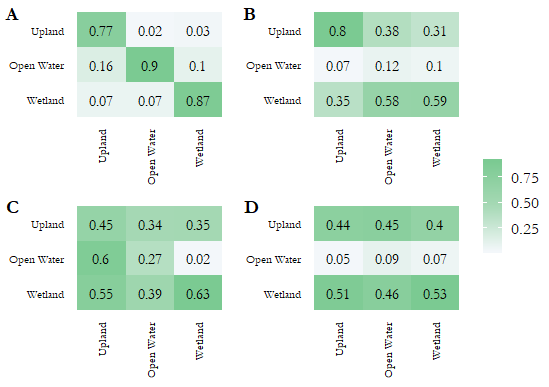 A
Upland 0.77 0.02 0.03
Open Water 0.16 0.9 0.1
Wetland 0.07 0.07 0.87
Upland Open Water Wetland
B
Upland 0.8 0.38 0.31
Open Water 0.07 0.12 0.1
Wetland 0.35 0.58 0.59
Upland Open Water Wetland
C
Upland 0.45 0.34 0.35
Open Water 0.6 0.27 0.02
Wetland 0.55 0.39 0.63
Upland Open Water Wetland
D
Upland 0.44 0.45 0.4
Open Water 0.05 0.09 0.07
Wetland 0.51 0.46 0.53
Upland Open Water Wetland
0.75
0.50
0.25